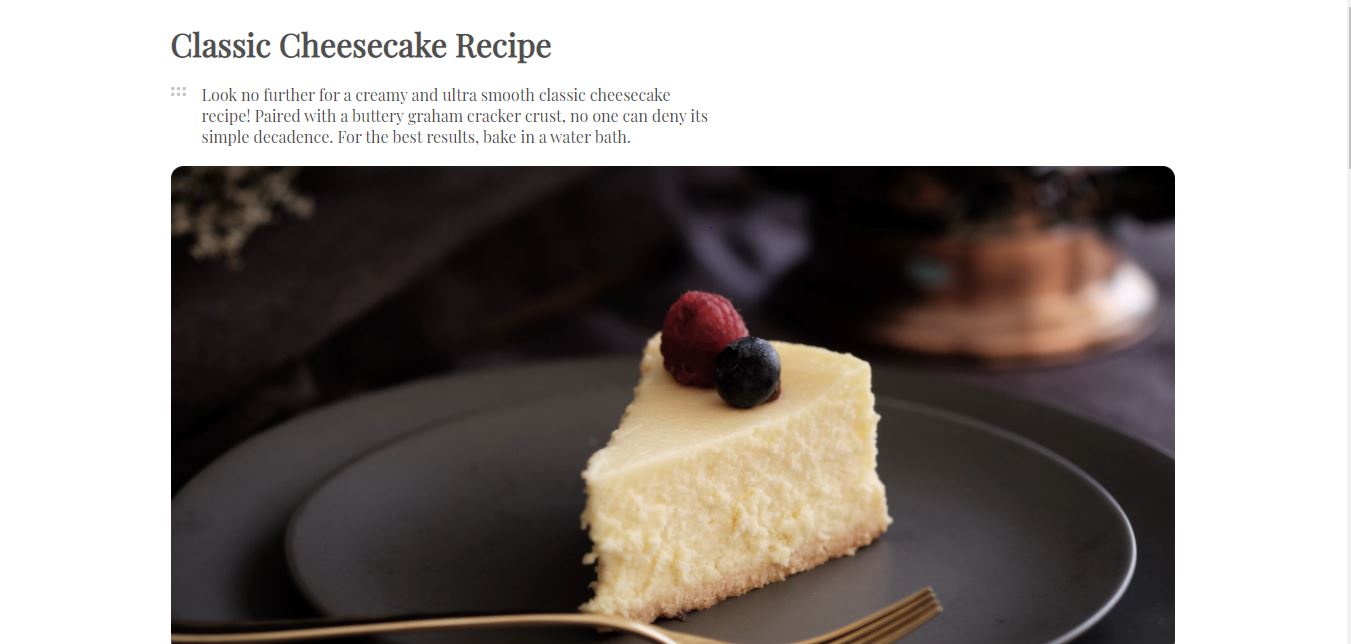 Classic Cheesecake Recipe
Look no further for a creamy and ultra smooth classic cheesecake
recipe! Paired with a buttery graham cracker crust, no one can deny its
simple decadence. For the best results, bake in a water bath.